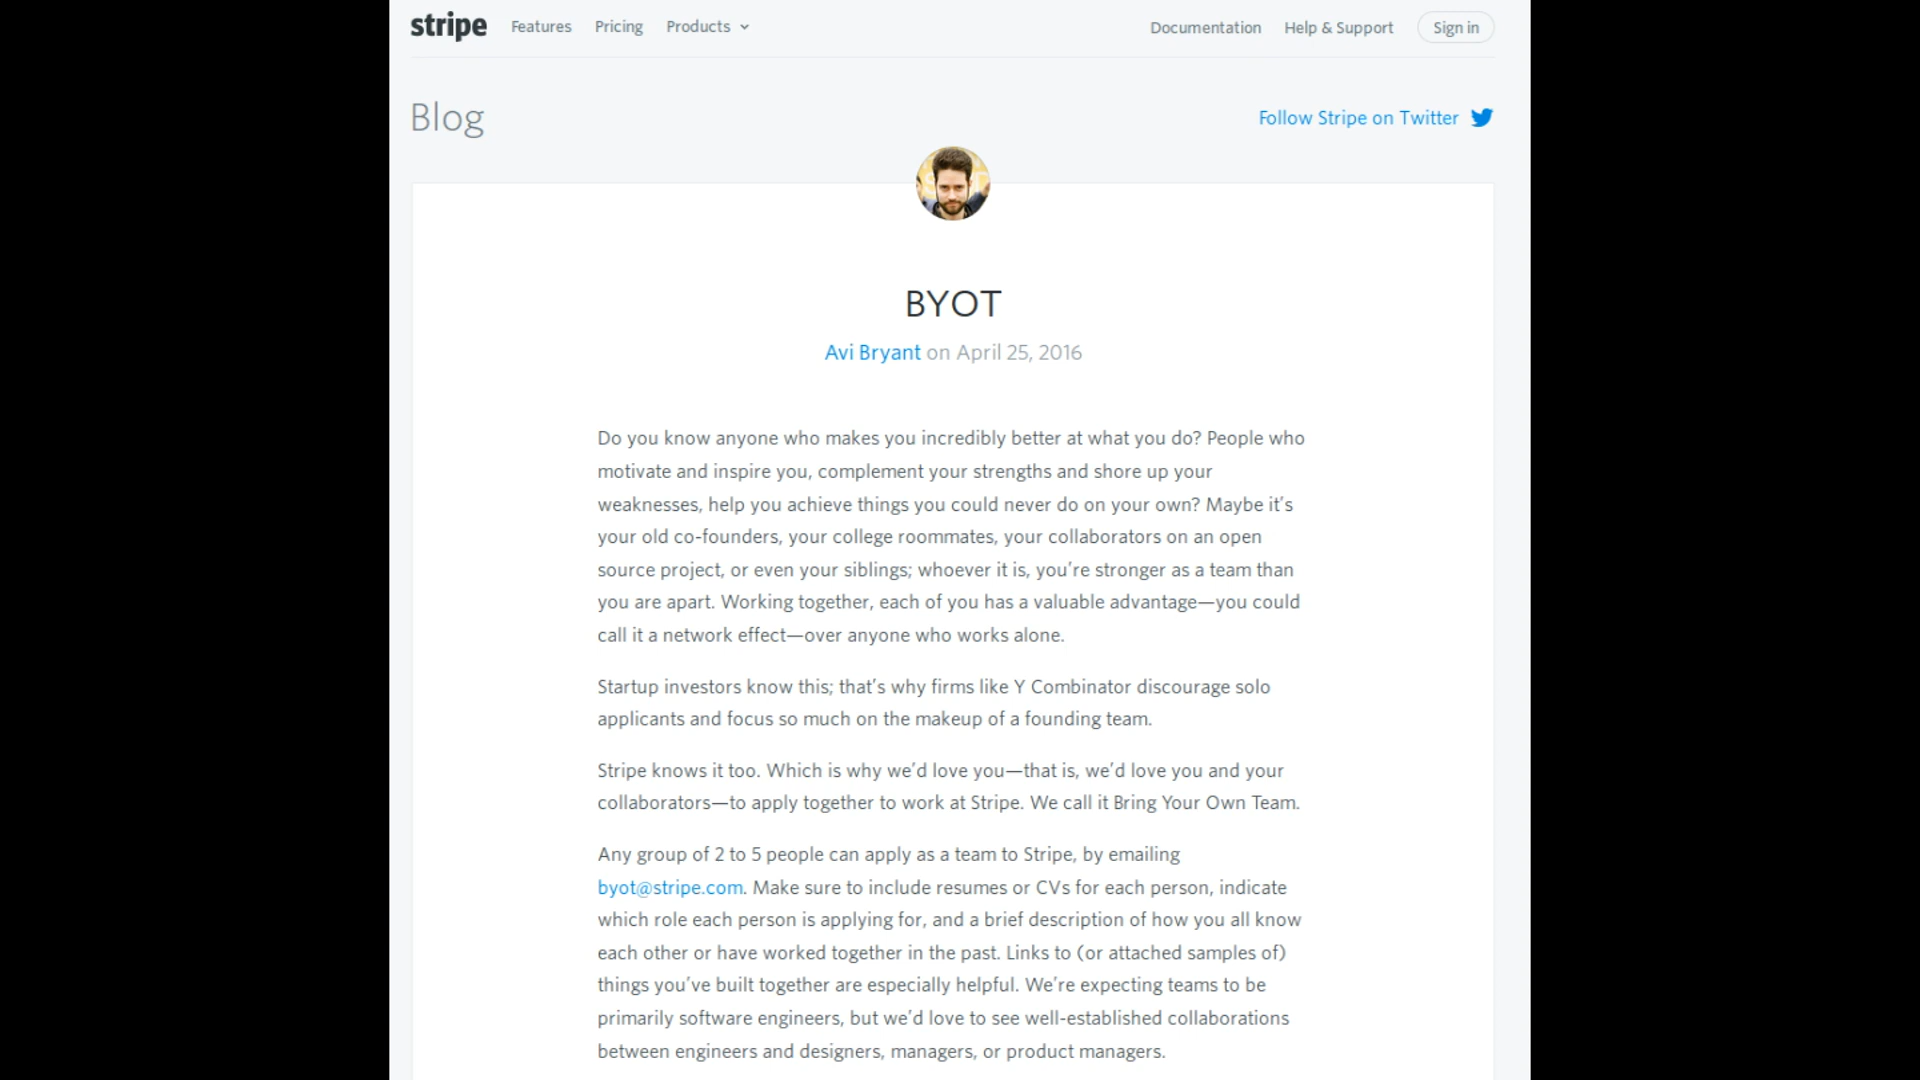 stripe Features Pricing Products Documentation Help & Support Sign in
Blog Follow Stripe on Twitter
BYOT
Avi Bryant on April 25, 2016
Do you know anyone who makes you incredibly better at what you do? People who
motivate and inspire you, complement your strengths and shore up your
weaknesses, help you achieve things you could never do on your own? Maybe it’s
your old co-founders, your college roommates, your collaborators on an open
source project, or even your siblings; whoever it is, you’re stronger as a team than
you are apart. Working together, each of you has a valuable advantage—you could
call it a network effect—over anyone who works alone.
Startup investors know this; that’s why firms like Y Combinator discourage solo
applicants and focus so much on the makeup of a founding team.
Stripe knows it too. Which is why we’d love you—that is, we’d love you and your
collaborators—to apply together to work at Stripe. We call it Bring Your Own Team.
Any group of 2 to 5 people can apply as a team to Stripe, by emailing
byot@stripe.com. Make sure to include resumes or CVs for each person, indicate
which role each person is applying for, and a brief description of how you all know
each other or have worked together in the past. Links to (or attached samples of)
things you’ve built together are especially helpful. We’re expecting teams to be
primarily software engineers, but we’d love to see well-established collaborations
between engineers and designers, managers, or product managers.